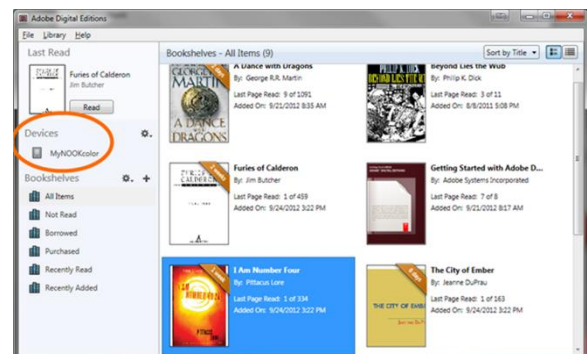 Adobe Digital Editions
File Library Help
Last Read
Furies of Calderon
Jim Butcher
Read
Devices
MyNOOKcolor
Bookshelves
All Items
Not Read
Borrowed
Purchased
Recently Read
Recently Added
Bookshelves - All Items (9)
Sort by Title
GEORGE R.R.
MARTIN
A DANCE
WITH
DRAGONS
A Dance with Dragons
By: George R.R. Martin
Last Page Read: 9 of 1091
Added On: 9/21/2012 8:35 AM
BEYOND LIES THE WUB
Beyond Lies the Wub
By: Philip K. Dick
Last Page Read: 3 of 11
Added On: 8/8/2011 5:08 PM
Furies of Calderon
By: Jim Butcher
Last Page Read: 1 of 459
Added On: 9/24/2012 3:22 PM
Getting Started with Adobe D...
By: Adobe Systems Incorporated
Last Page Read: 7 of 8
Added On: 9/21/2012 8:17 AM
I Am Number Four
By: Pittacus Lore
Last Page Read: 1 of 334
Added On: 9/24/2012 3:22 PM
THE CITY OF EMB
The City of Ember
By: Jeanne DuPrau
Last Page Read: 1 of 163
Added On: 9/24/2012 3:22 PM